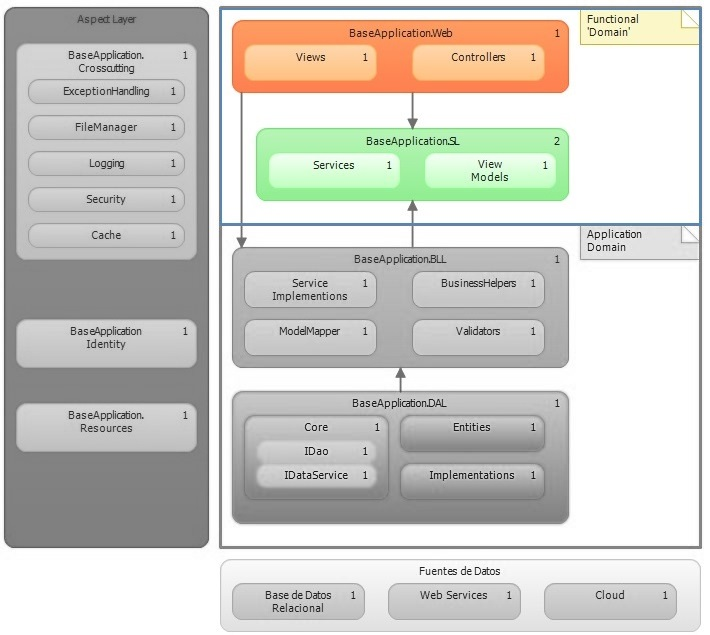 Aspect Layer
BaseApplication. 1
Crosscutting
ExceptionHandling 1
FileManager 1
Logging 1
Security 1
Cache 1
BaseApplication 1
Identity
BaseApplication. 1
Resources
BaseApplication.Web 1
Views 1
Controllers 1
Functional
'Domain'
BaseApplication.SL 2
Services 1
View 1
Models
Application
Domain
BaseApplication.BLL 1
Service 1
Implementions
BusinessHelpers 1
ModelMapper 1
Validators 1
BaseApplication.DAL 1
Core 1
IDao 1
IDataService 1
Entities 1
Implementations 1
Fuentes de Datos
Base de Datos 1
Relacional
Web Services 1
Cloud 1